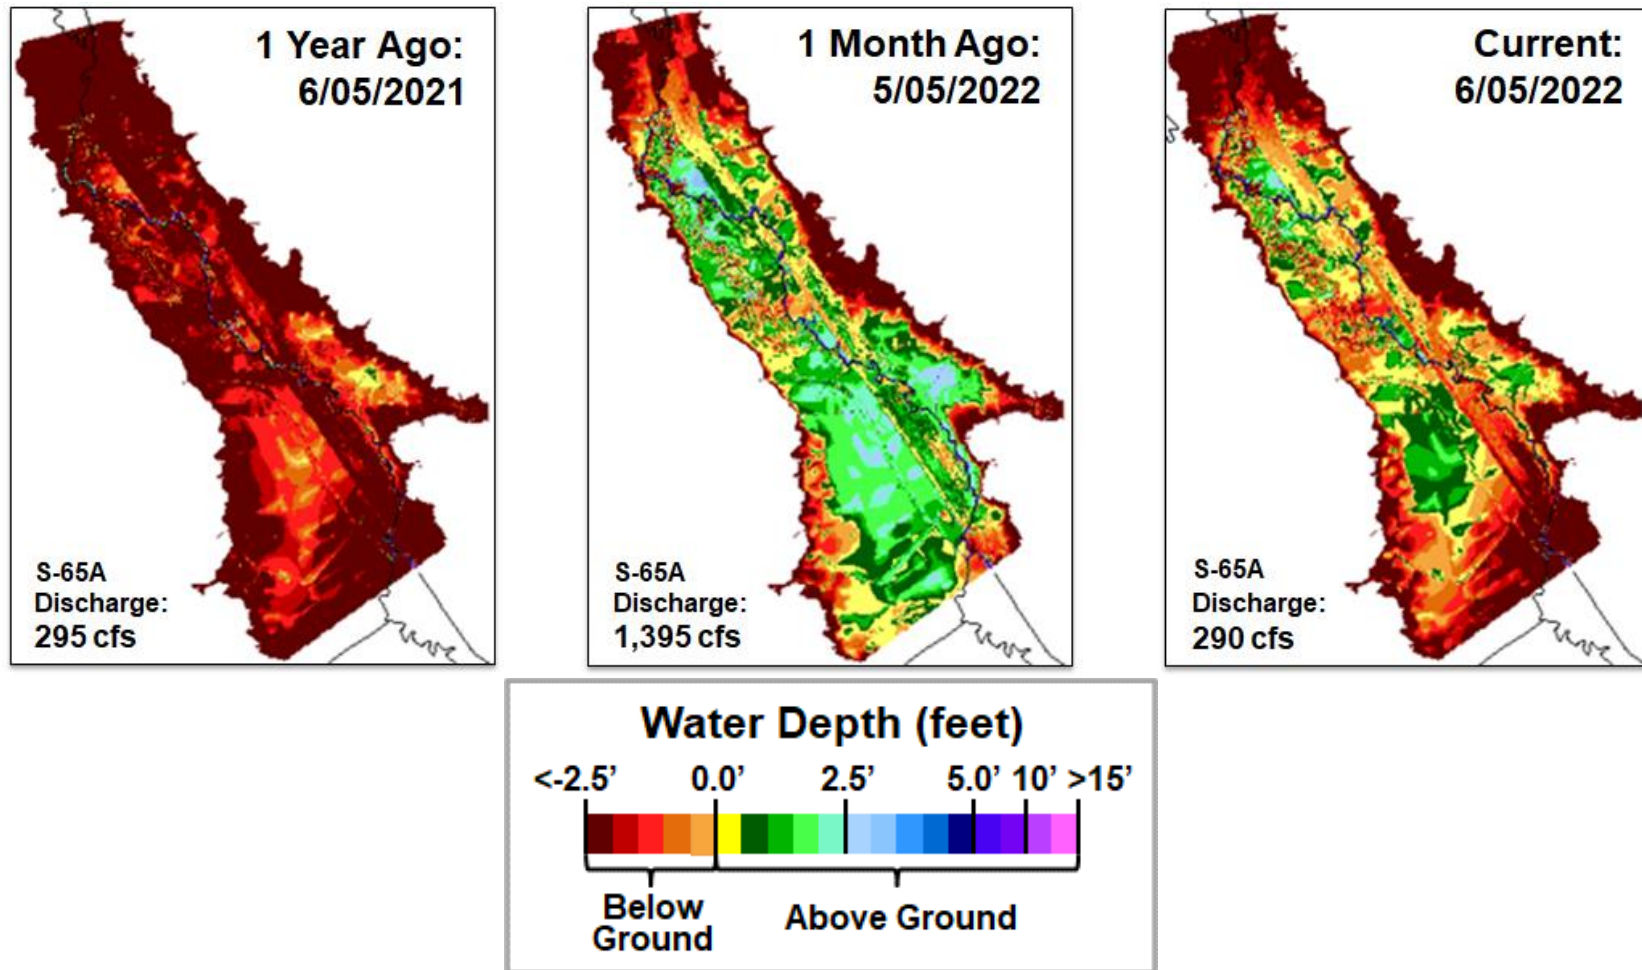 1 Year Ago:
6/05/2021
S-65A
Discharge:
295 cfs
1 Month Ago:
5/05/2022
S-65A
Discharge:
1,395 cfs
Current:
6/05/2022
S-65A
Discharge:
290 cfs
Water Depth (feet)
<-2.5’ 0.0’ 2.5’ 5.0’ 10’ >15’
Below
Ground
Above Ground